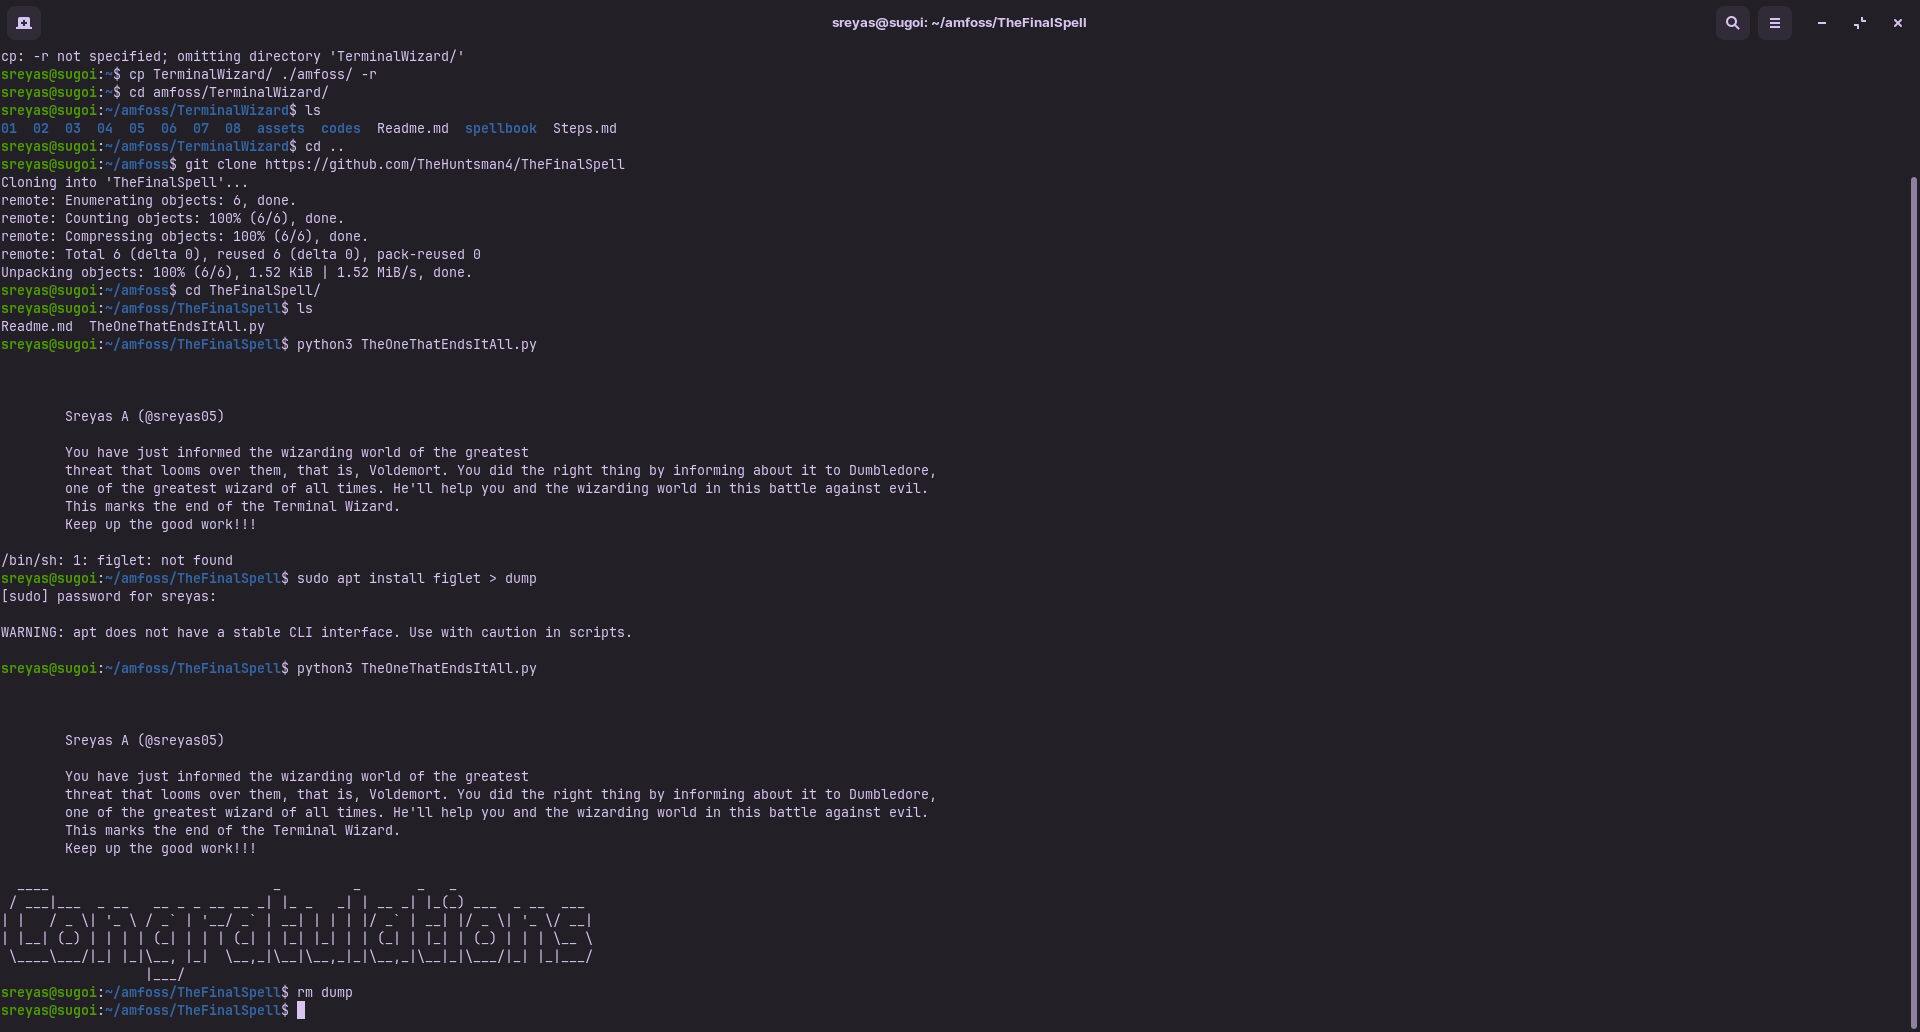 sreyas@sugoi: ~/amfoss/TheFinalSpell
cp: -r not specified; omitting directory 'TerminalWizard/'
sreyas@sugoi:~$ cp TerminalWizard/ ./amfoss/ -r
sreyas@sugoi:~$ cd amfoss/TerminalWizard/
sreyas@sugoi:~/amfoss/TerminalWizard$ ls
01  02  03  04  05  06  07  08  assets  codes  Readme.md  spellbook  Steps.md
sreyas@sugoi:~/amfoss/TerminalWizard$ cd ..
sreyas@sugoi:~/amfoss$ git clone https://github.com/TheHuntsman4/TheFinalSpell
Cloning into 'TheFinalSpell'...
remote: Enumerating objects: 6, done.
remote: Counting objects: 100% (6/6), done.
remote: Compressing objects: 100% (6/6), done.
remote: Total 6 (delta 0), reused 6 (delta 0), pack-reused 0
Unpacking objects: 100% (6/6), 1.52 KiB | 1.52 MiB/s, done.
sreyas@sugoi:~/amfoss$ cd TheFinalSpell/
sreyas@sugoi:~/amfoss/TheFinalSpell$ ls
Readme.md  TheOneThatEndsItAll.py
sreyas@sugoi:~/amfoss/TheFinalSpell$ python3 TheOneThatEndsItAll.py
Sreyas A (@sreyas05)
You have just informed the wizarding world of the greatest
threat that looms over them, that is, Voldemort. You did the right thing by informing about it to Dumbledore,
one of the greatest wizard of all times. He'll help you and the wizarding world in this battle against evil.
This marks the end of the Terminal Wizard.
Keep up the good work!!!
/bin/sh: 1: figlet: not found
sreyas@sugoi:~/amfoss/TheFinalSpell$ sudo apt install figlet > dump
[sudo] password for sreyas:
WARNING: apt does not have a stable CLI interface. Use with caution in scripts.
sreyas@sugoi:~/amfoss/TheFinalSpell$ python3 TheOneThatEndsItAll.py
Sreyas A (@sreyas05)
You have just informed the wizarding world of the greatest
threat that looms over them, that is, Voldemort. You did the right thing by informing about it to Dumbledore,
one of the greatest wizard of all times. He'll help you and the wizarding world in this battle against evil.
This marks the end of the Terminal Wizard.
Keep up the good work!!!
Congratulations
sreyas@sugoi:~/amfoss/TheFinalSpell$ rm dump
sreyas@sugoi:~/amfoss/TheFinalSpell$